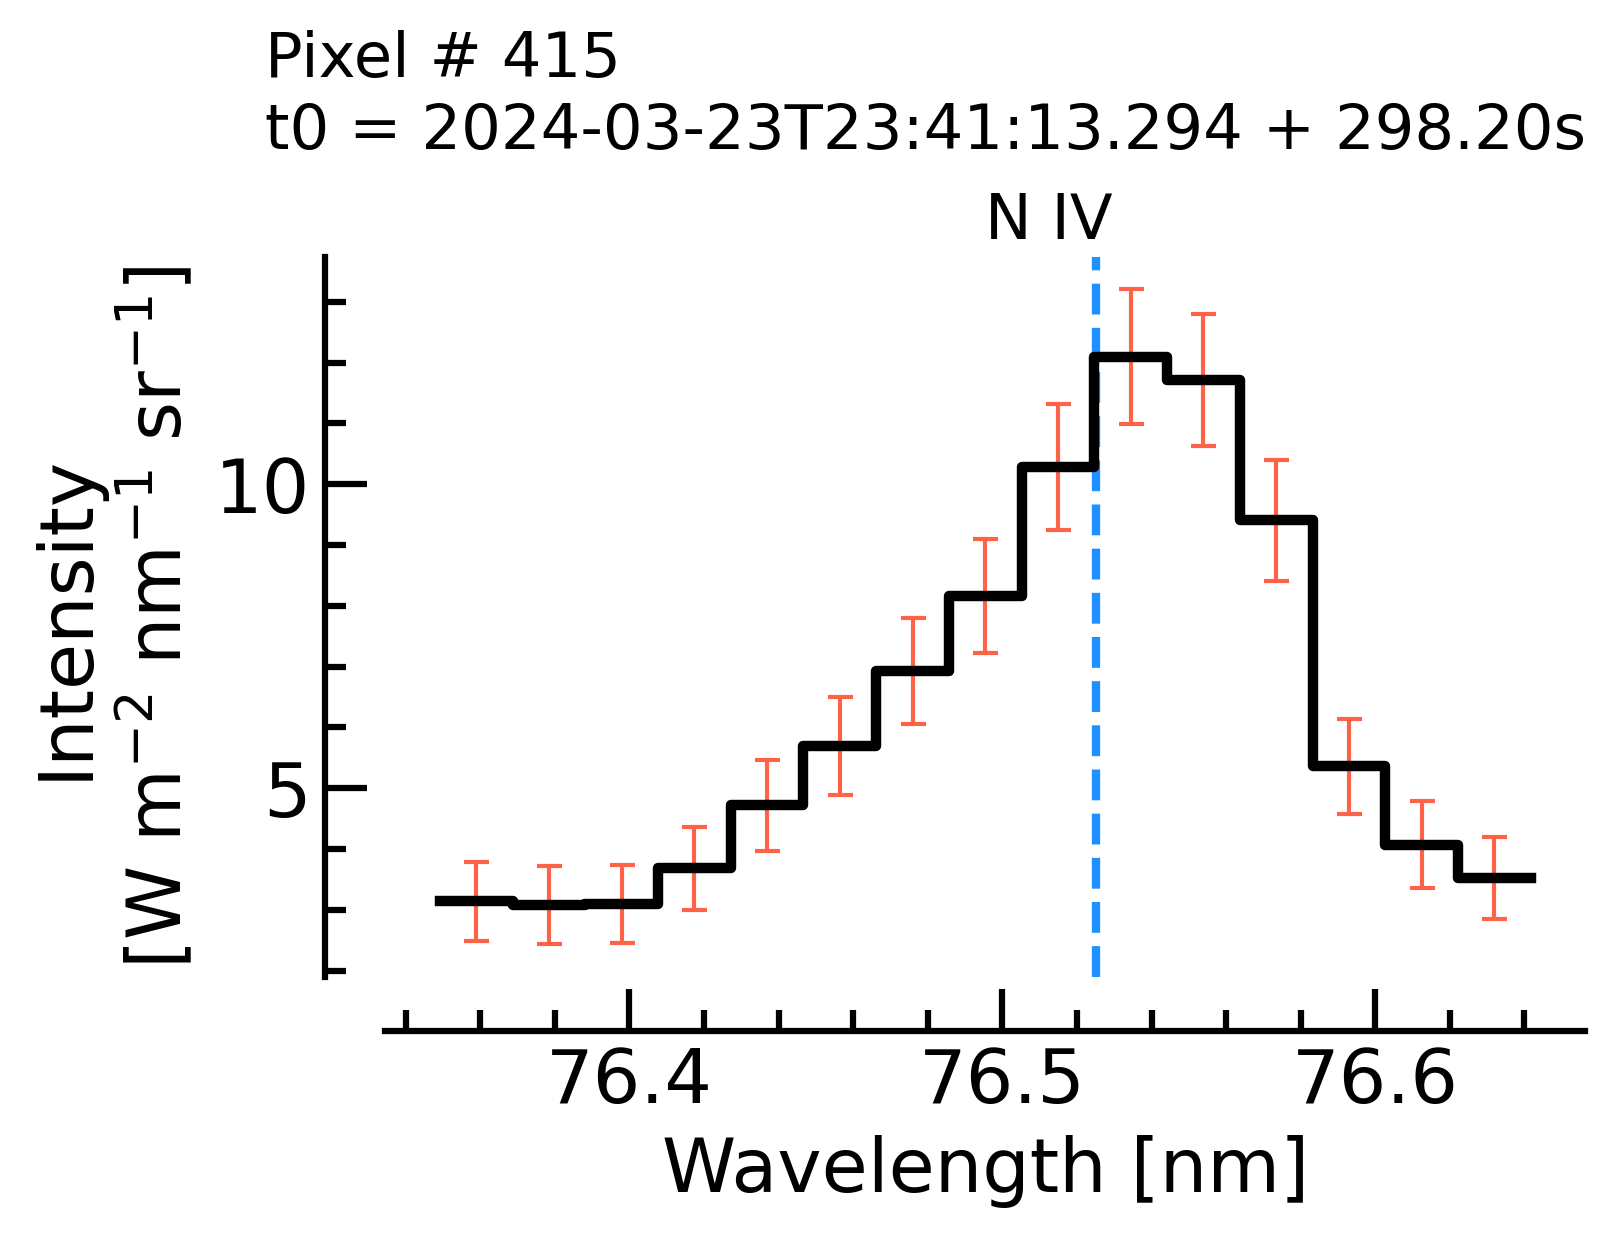 Pixel # 415
t0 = 2024-03-23T23:41:13.294 + 298.20s
N IV
Intensity
[W m⁻² nm⁻¹ sr⁻¹]
10
5
76.4 76.5 76.6
Wavelength [nm]